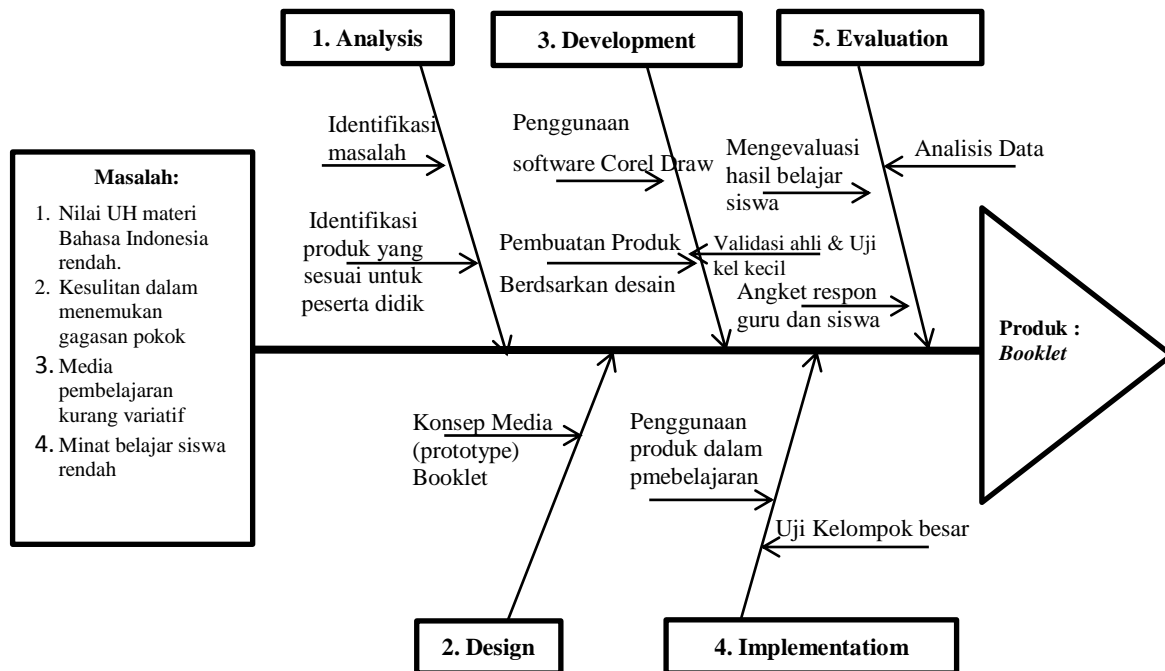 1. Analysis
3. Development
5. Evaluation
Identifikasi
masalah
Identifikasi
produk yang
sesuai untuk
peserta didik
Penggunaan
software Corel Draw
Pembuatan Produk
Berdsarkan desain
Validasi ahli & Uji
kel kecil
Mengevaluasi
hasil belajar
siswa
Analisis Data
Angket respon
guru dan siswa
Masalah:
1. Nilai UH materi
Bahasa Indonesia
rendah.
2. Kesulitan dalam
menemukan
gagasan pokok
3. Media
pembelajaran
kurang variatif
4. Minat belajar siswa
rendah
Produk :
Booklet
Konsep Media
(prototype)
Booklet
Penggunaan
produk dalam
pmebelajaran
Uji Kelompok besar
2. Design
4. Implementatiom